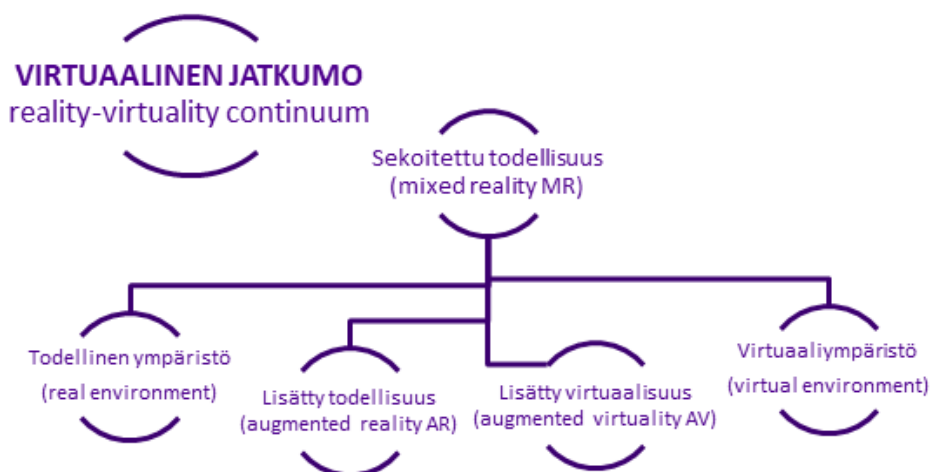 VIRTUAALINEN JATKUMO
reality-virtuality continuum
Sekoitettu todellisuus
(mixed reality MR)
Todellinen ympäristö
(real environment)
Lisätty todellisuus
(augmented reality AR)
Lisätty virtuaalisuus
(augmented virtuality AV)
Virtuaaliympäristö
(virtual environment)